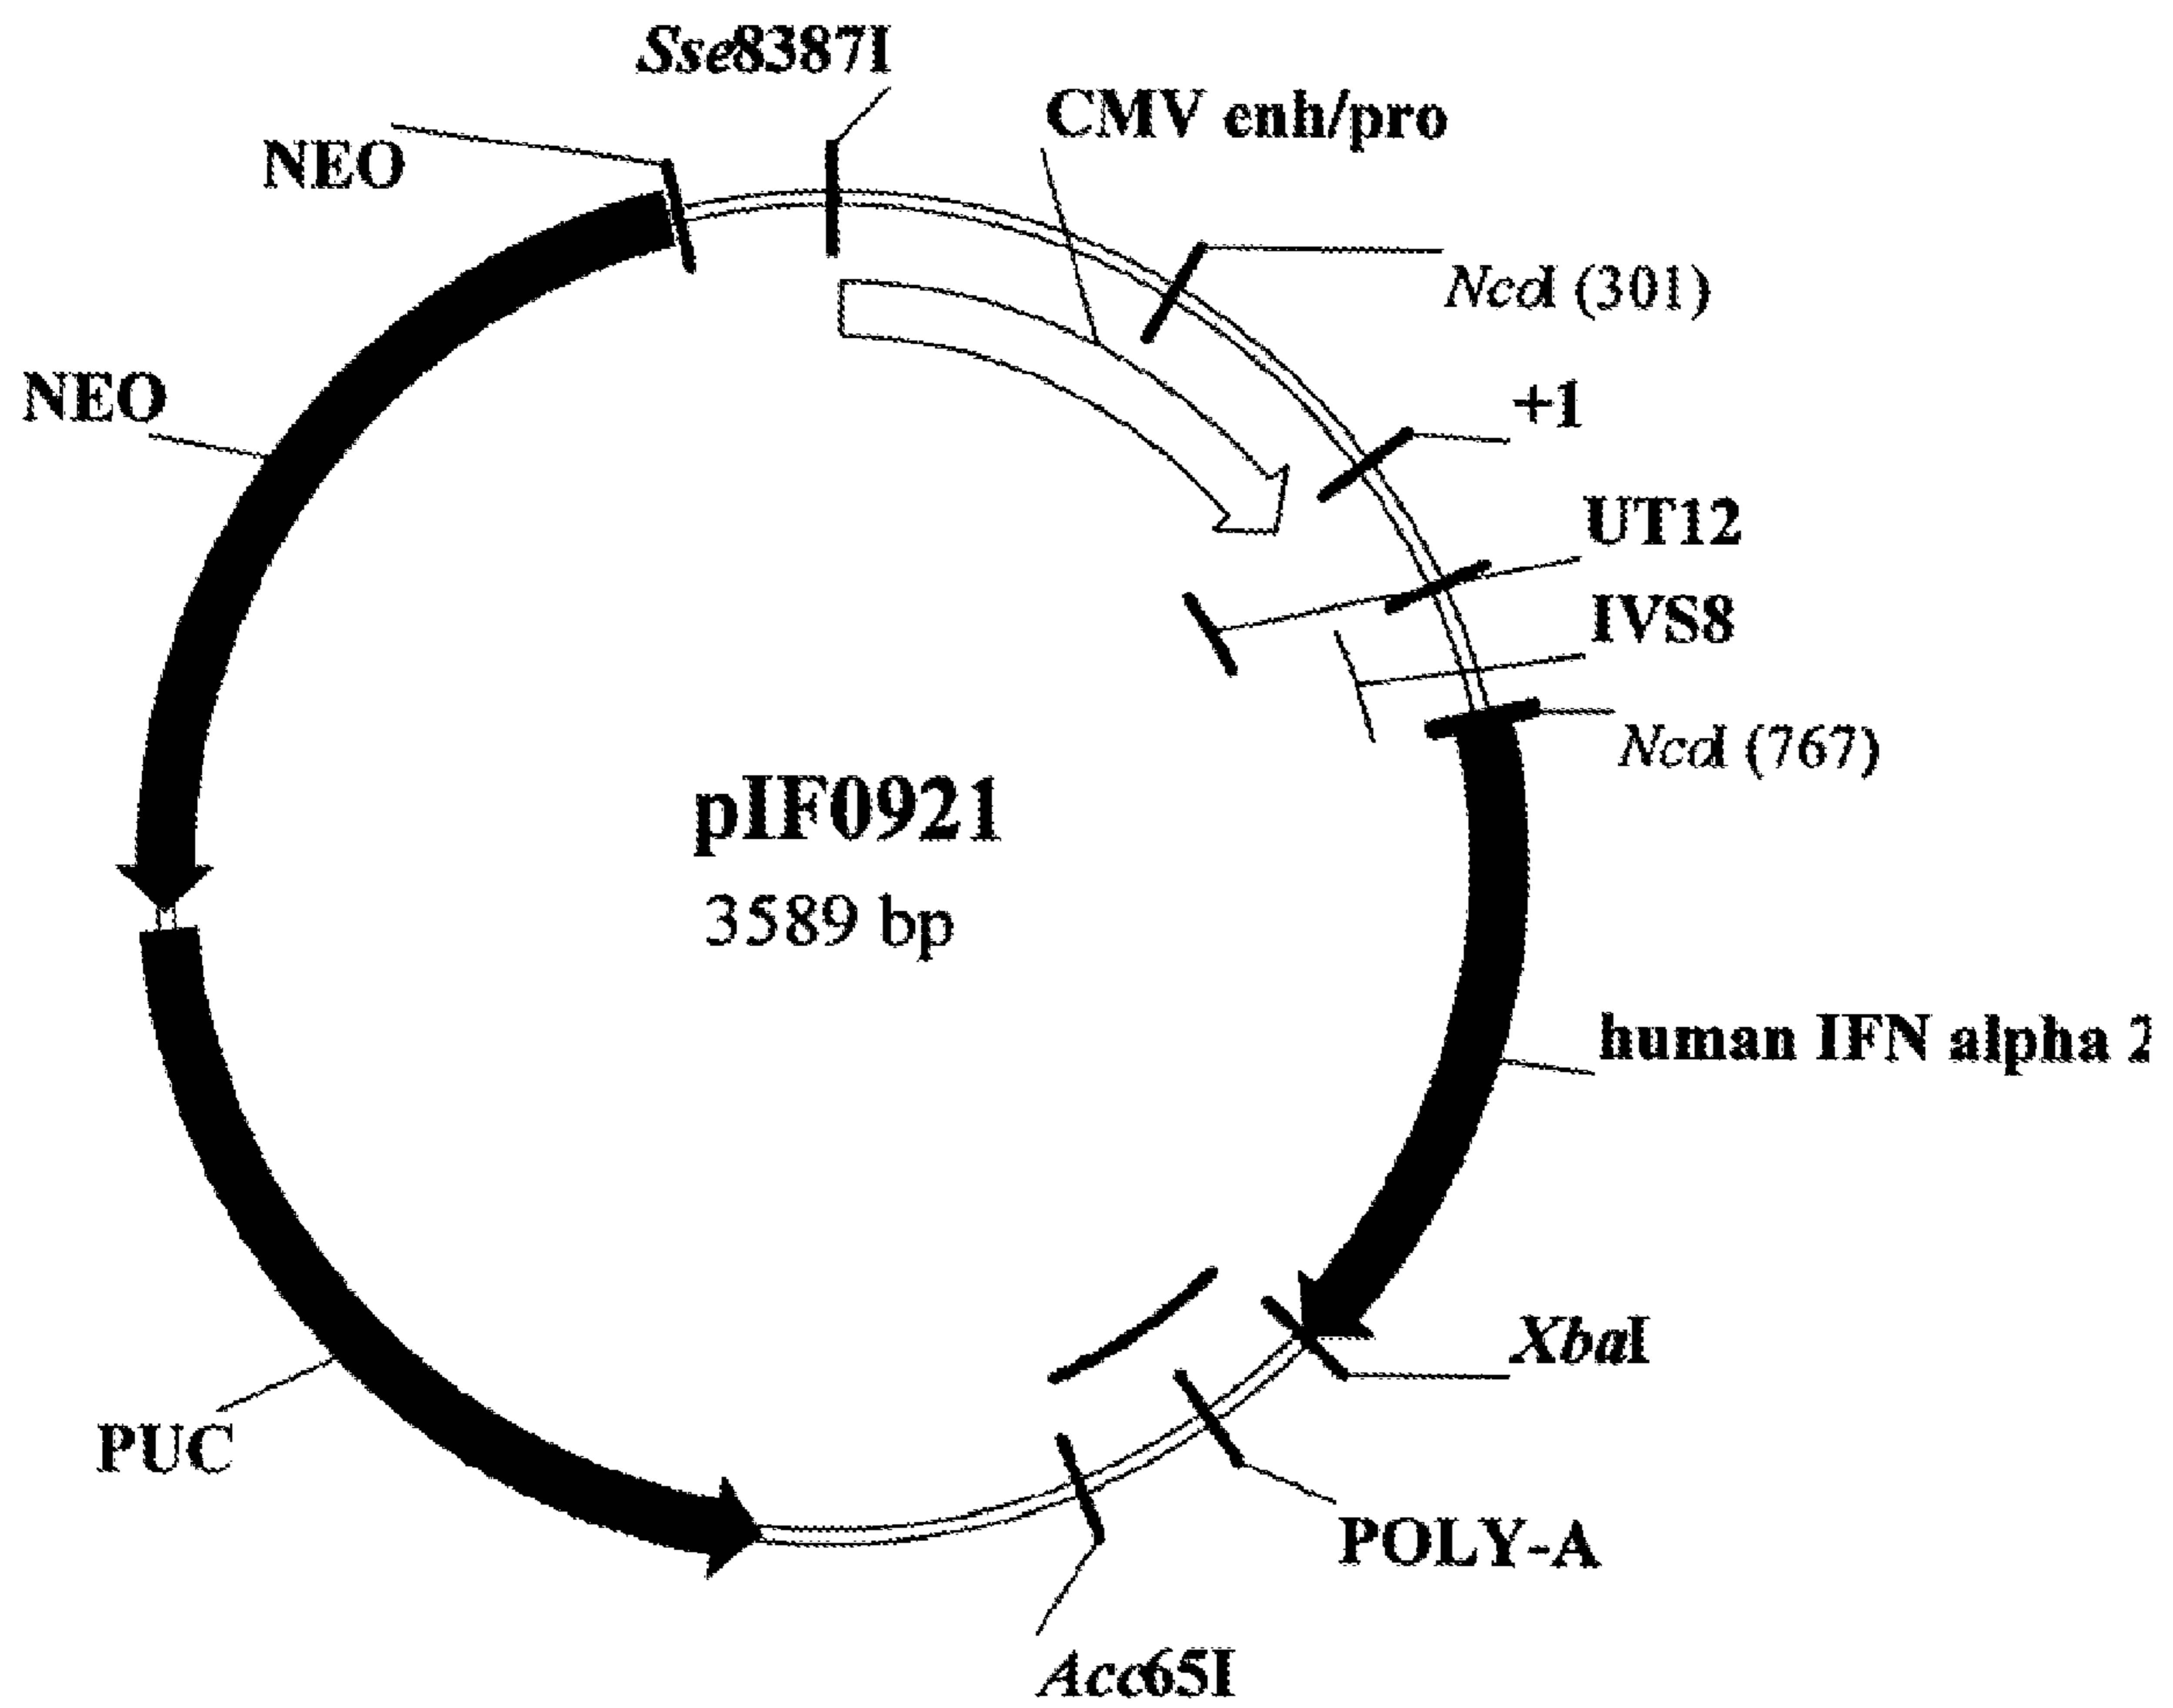 Sse8387I
CMV enh/pro
NEO
NcoI (301)
+1
NEO
UT12
IVS8
NcoI (767)
pIF0921
3589 bp
human IFN alpha 2
XbaI
PUC
POLY-A
Acc65I